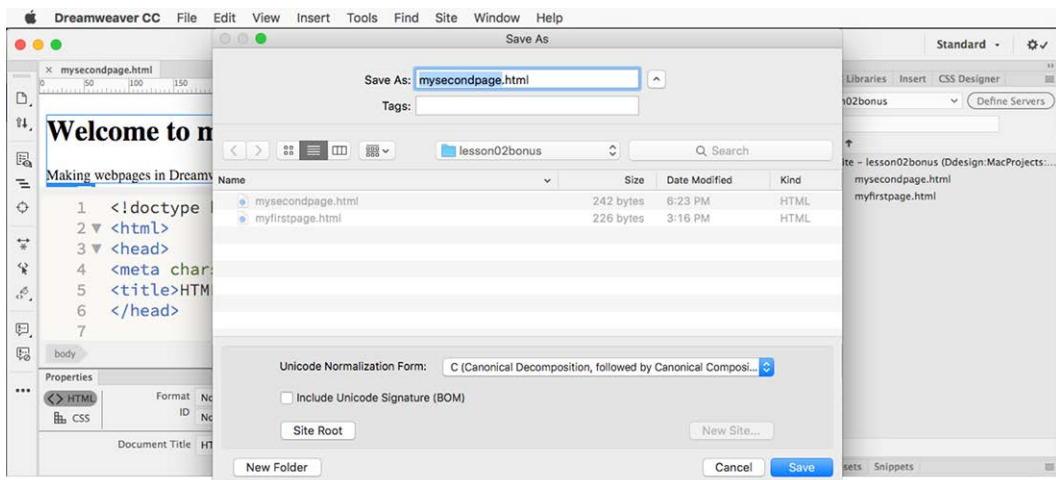 Dreamweaver CC File Edit View Insert Tools Find Site Window Help
Save As
Standard
mysecondpage.html
Libraries Insert CSS Designer
0 50 100 150
Save As: mysecondpage.html
Tags:
Define Servers
Welcome to
Making webpages in
lesson02bonus
Search
Name Size Date Modified Kind
mysecondpage.html 242 bytes 6:23 PM HTML
myfirstpage.html 226 bytes 3:16 PM HTML
lesson02bonus (Ddesign:MacProjects:...
mysecondpage.html
myfirstpage.html
1 <!doctype
2 <html>
3 <head>
4 <meta char
5 <title>HTM
6 </head>
7
body
Properties
<> HTML Format
ID
CSS
Document Title
Unicode Normalization Form: C (Canonical Decomposition, followed by Canonical Composi...
Include Unicode Signature (BOM)
Site Root New Site...
New Folder Cancel Save
Snippets